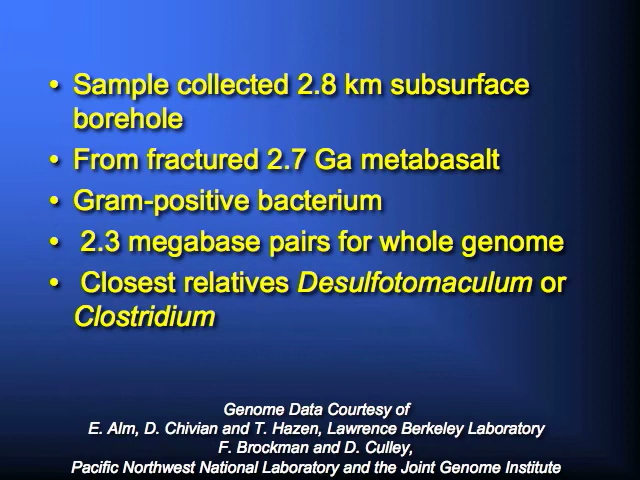 • Sample collected 2.8 km subsurface
borehole
• From fractured 2.7 Ga metabasalt
• Gram-positive bacterium
• 2.3 megabase pairs for whole genome
• Closest relatives Desulfotomaculum or
Clostridium
Genome Data Courtesy of
E. Alm, D. Chivian and T. Hazen, Lawrence Berkeley Laboratory
F. Brockman and D. Culley,
Pacific Northwest National Laboratory and the Joint Genome Institute